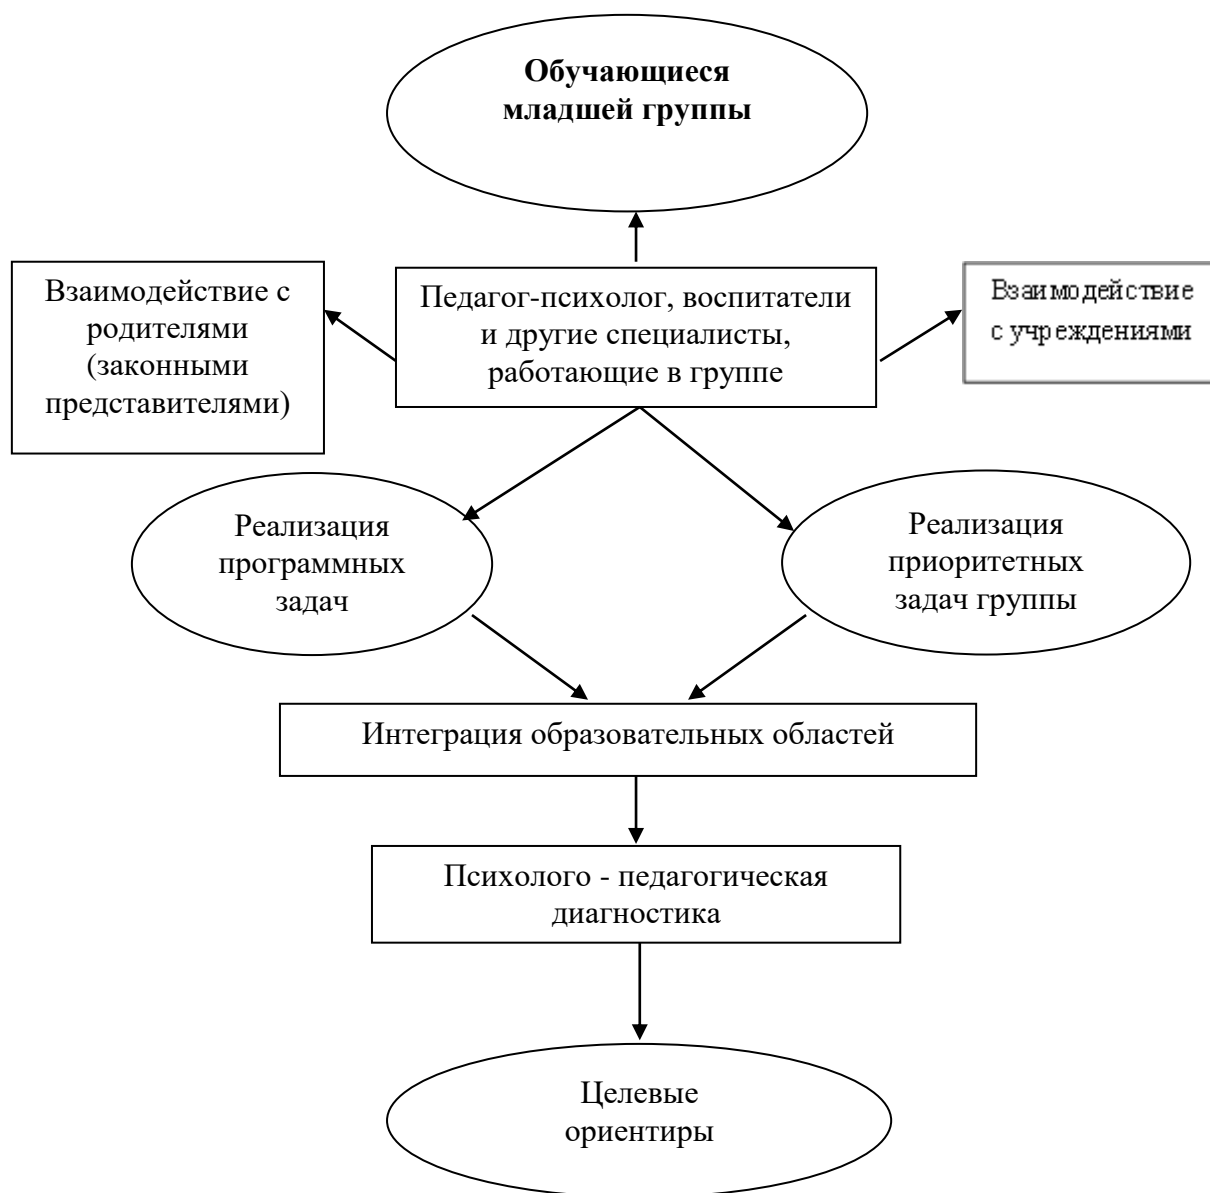 Обучающиеся
младшей группы
Взаимодействие с
родителями
(законными
представителями)
Педагог-психолог, воспитатели
и другие специалисты,
работающие в группе
Взаимодействие
с учреждениями
Реализация
программных
задач
Реализация
приоритетных
задач группы
Интеграция образовательных областей
Психолого - педагогическая
диагностика
Целевые
ориентиры